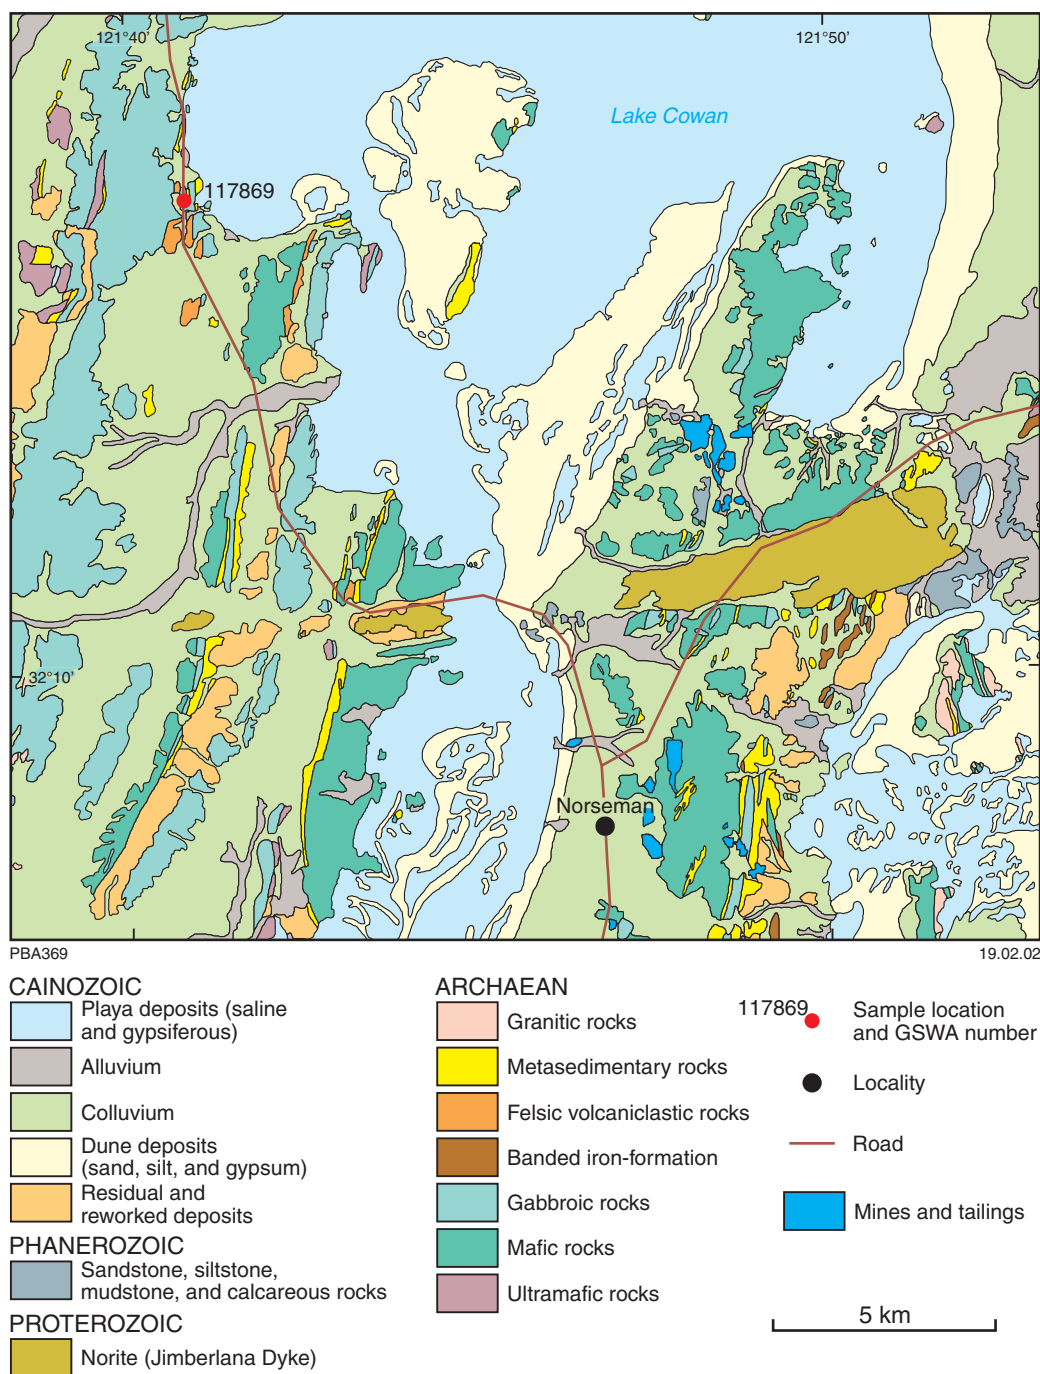 121°40'
121°50'
Lake Cowan
117869
32°10'
Norseman
PBA369
19.02.02
CAINOZOIC
Playa deposits (saline
and gypsiferous)
Alluvium
Colluvium
Dune deposits
(sand, silt, and gypsum)
Residual and
reworked deposits
PHANEROZOIC
Sandstone, siltstone,
mudstone, and calcareous rocks
PROTEROZOIC
Norite (Jimberlana Dyke)
ARCHAEAN
Granitic rocks
Metasedimentary rocks
Felsic volcaniclastic rocks
Banded iron-formation
Gabbroic rocks
Mafic rocks
Ultramafic rocks
117869
Sample location
and GSWA number
Locality
Road
Mines and tailings
5 km